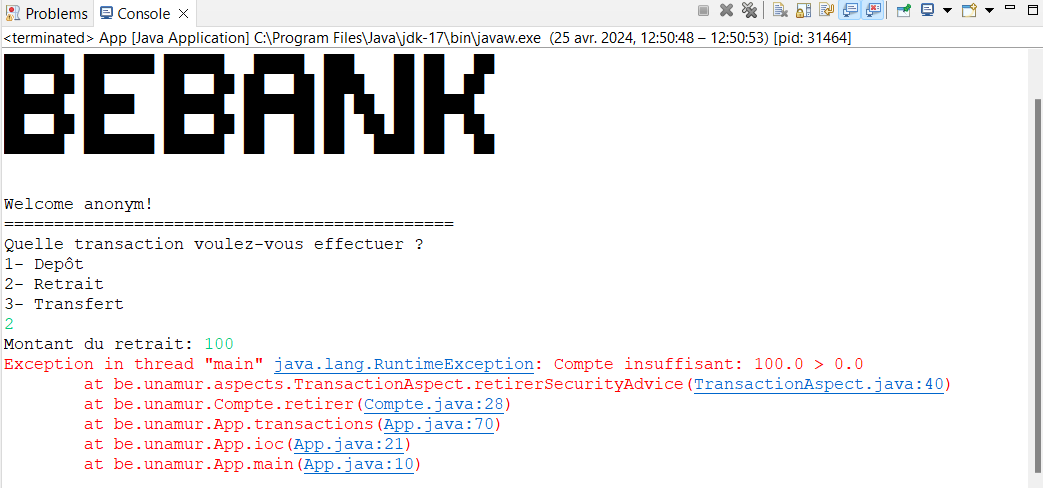 Problems Console
<terminated> App [Java Application] C:\Program Files\Java\jdk-17\bin\javaw.exe (25 avr. 2024, 12:50:48 – 12:50:53) [pid: 31464]
BEBANK
Welcome anonym!
=============================================
Quelle transaction voulez-vous effectuer ?
1- Depôt
2- Retrait
3- Transfert
2
Montant du retrait: 100
Exception in thread "main" java.lang.RuntimeException: Compte insuffisant: 100.0 > 0.0
at be.unamur.aspects.TransactionAspect.retirerSecurityAdvice(TransactionAspect.java:40)
at be.unamur.Compte.retirer(Compte.java:28)
at be.unamur.App.transactions(App.java:70)
at be.unamur.App.ioc(App.java:21)
at be.unamur.App.main(App.java:10)